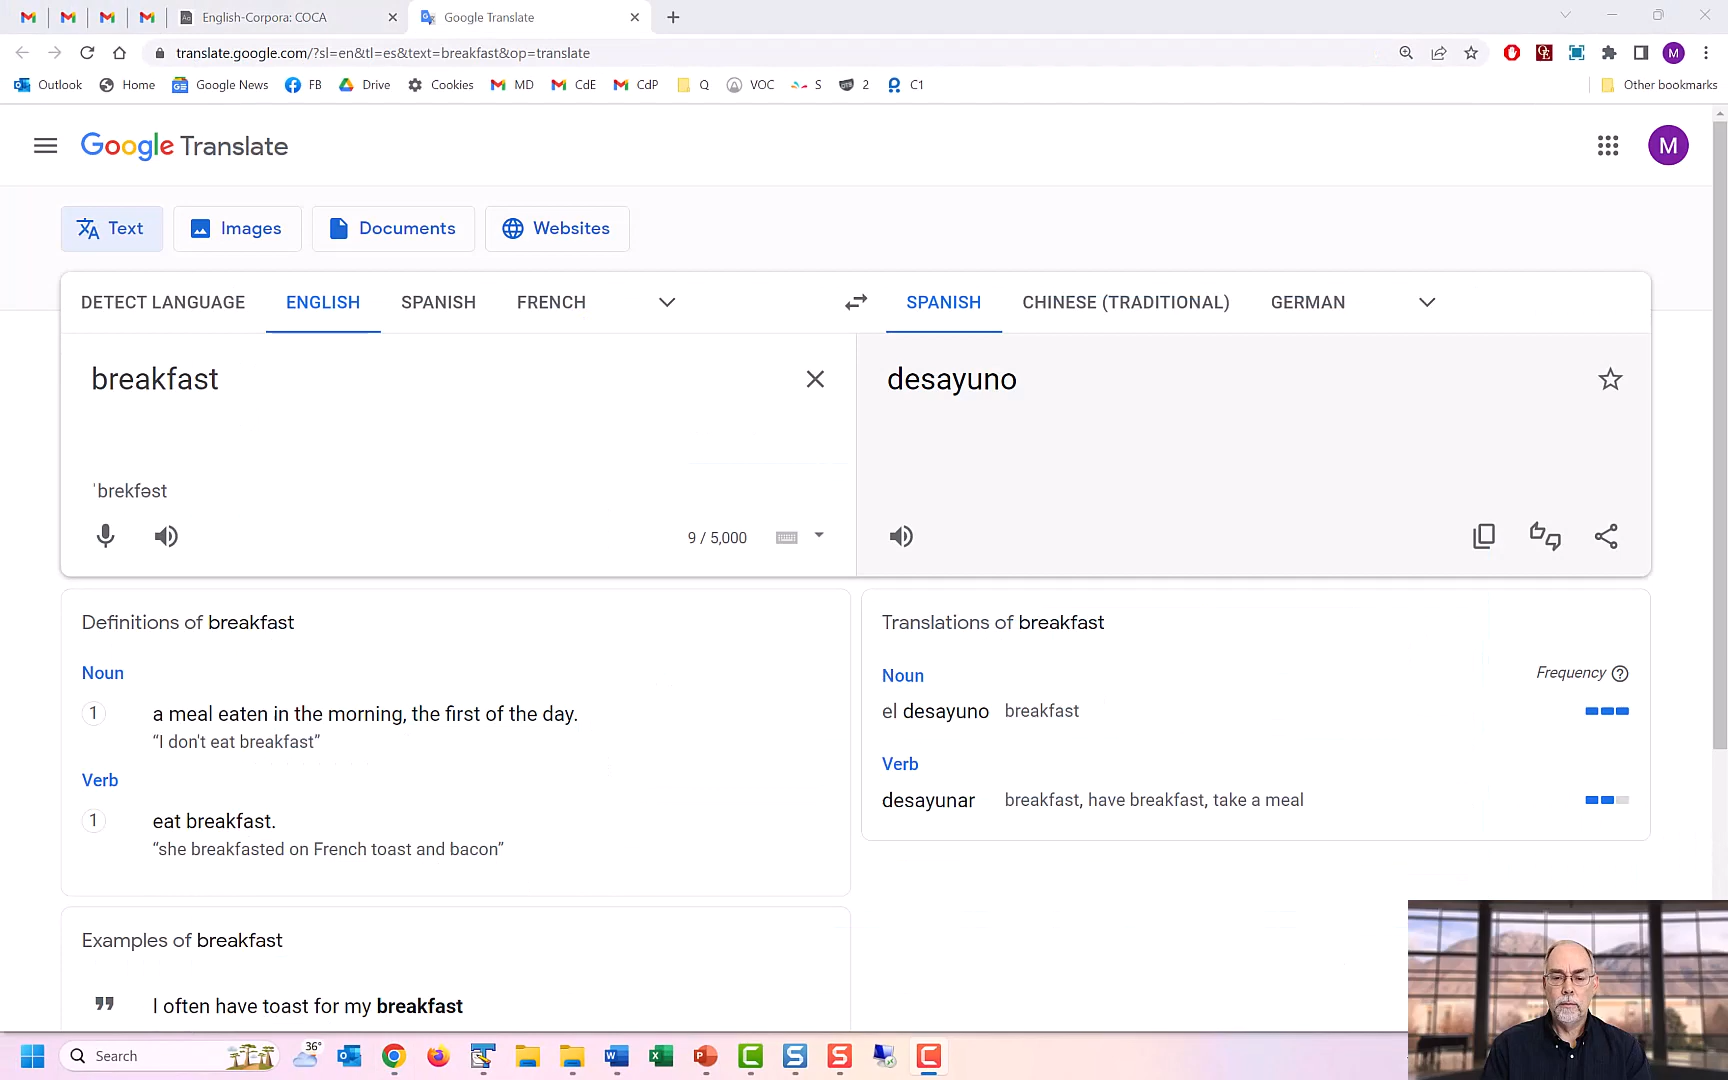 English-Corpora: COCA
Google Translate
translate.google.com/?sl=en&tl=es&text=breakfast&op=translate
M
Outlook Home Google News FB Drive Cookies MD CdE CdP Q VOC S 2 C1 Other bookmarks
Google Translate
M
Text Images Documents Websites
DETECT LANGUAGE ENGLISH SPANISH FRENCH SPANISH CHINESE (TRADITIONAL) GERMAN
breakfast desayuno
ˈbrekfəst
9 / 5,000
Definitions of breakfast
Noun
1 a meal eaten in the morning, the first of the day.
“I don't eat breakfast”
Verb
1 eat breakfast.
“she breakfasted on French toast and bacon”
Translations of breakfast
Noun Frequency ?
el desayuno breakfast
Verb
desayunar breakfast, have breakfast, take a meal
Examples of breakfast
I often have toast for my breakfast
Search 36°